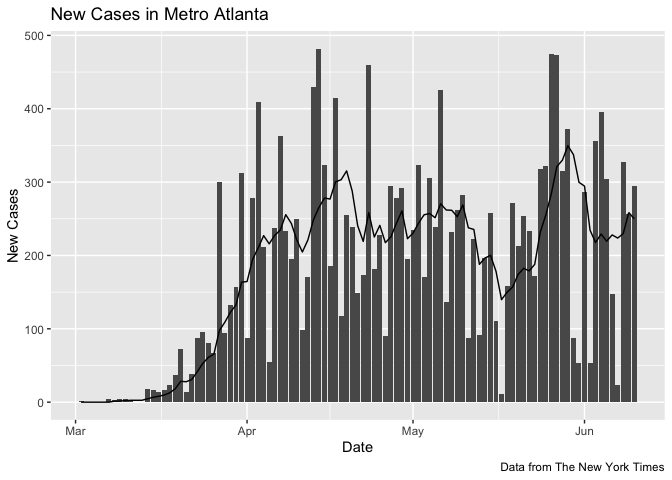 New Cases in Metro Atlanta
500
400
300
200
100
0
New Cases
Mar
Apr
May
Jun
Date
Data from The New York Times